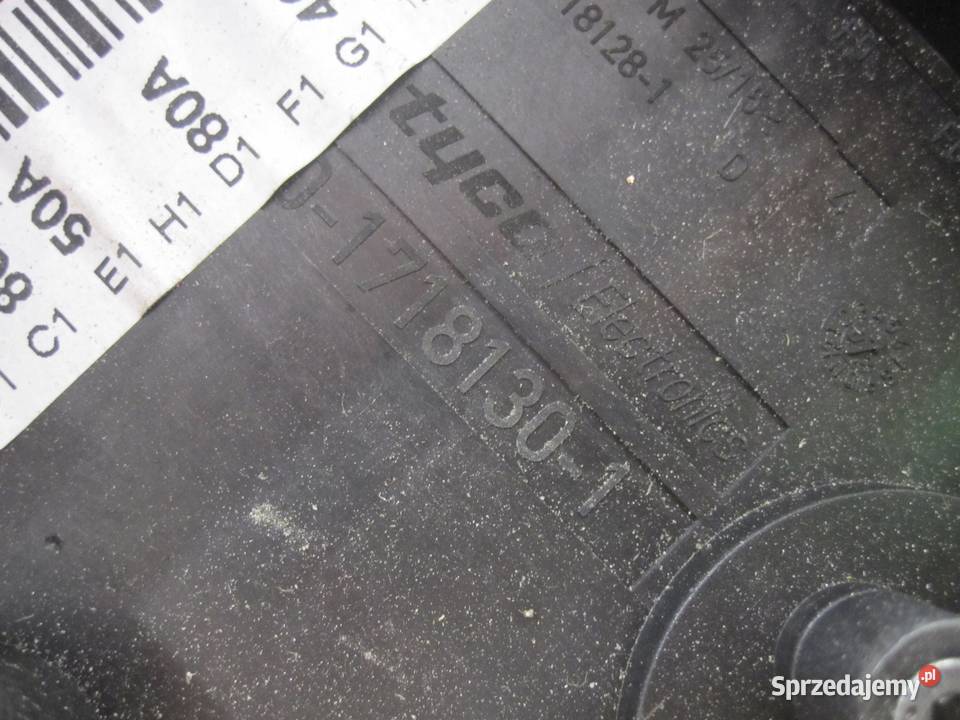 G1
F1
80A D1
H1
50A E1
C1
18128-1
D
A
tyco / Electronics
0-1718130-1
Sprzedajemy.pl